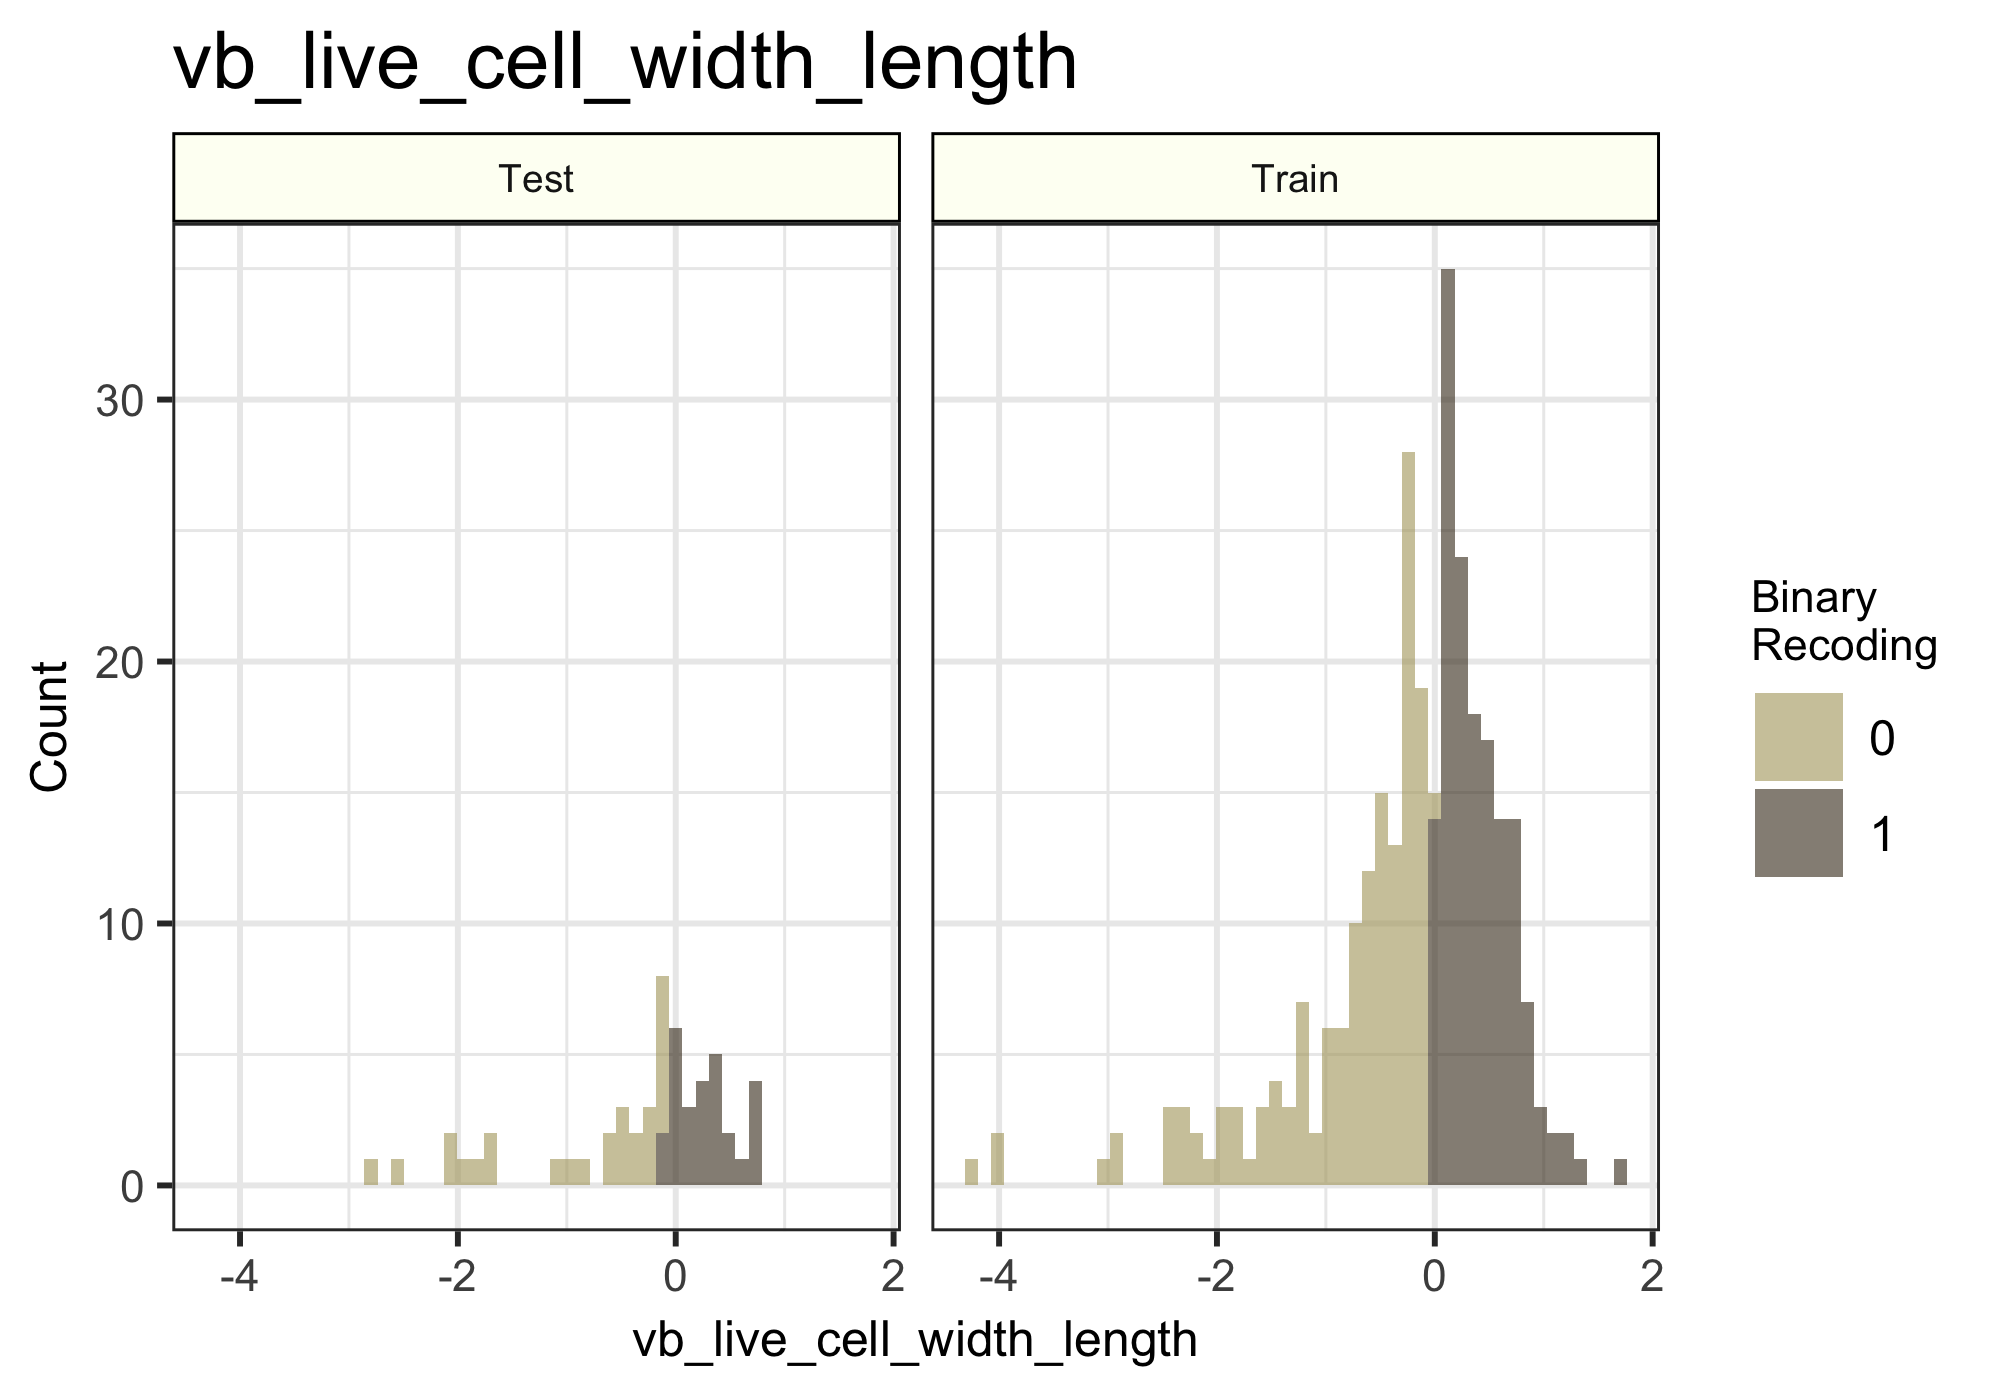 vb_live_cell_width_length
Test
Train
Count
30
20
10
0
-4
-2
0
2
-4
-2
0
2
vb_live_cell_width_length
Binary
Recoding
0
1